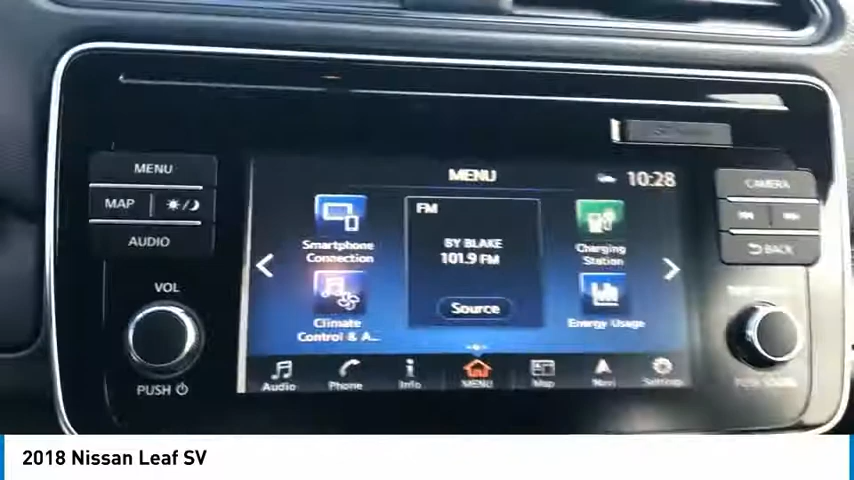 MENU
MAP
AUDIO
VOL
PUSH
MENU
10:28
Smartphone
Connection
FM
BY BLAKE
101.9 FM
Source
Charging
Station
Climate
Control & A...
Energy Usage
Audio
Phone
Info
MENU
Map
Navi
Settings
CAMERA
BACK
2018 Nissan Leaf SV